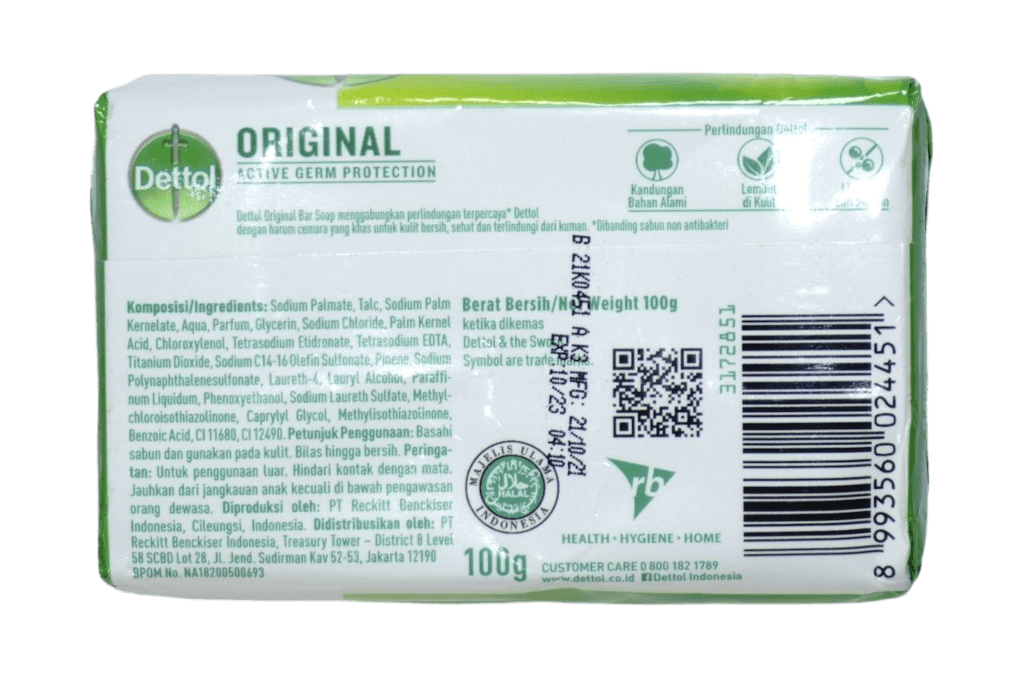 Dettol
ORIGINAL
ACTIVE GERM PROTECTION
Dettol Original Bar Soap menggabungkan perlindungan terpercaya* Dettol
dengan harum cemara yang khas untuk kulit bersih, sehat dan terlindungi dari kuman. *Dibanding sabun non antibakteri
Perlindungan Dettol
Kandungan
Bahan Alami
Lembut
di Kulit
Komposisi/Ingredients: Sodium Palmate, Talc, Sodium Palm
Kernelate, Aqua, Parfum, Glycerin, Sodium Chloride, Palm Kernel
Acid, Chloroxylenol, Tetrasodium Etidronate, Tetrasodium EDTA,
Titanium Dioxide, Sodium C14-16 Olefin Sulfonate, Pinene, Sodium
Polynaphthalenesulfonate, Laureth-4, Lauryl Alcohol, Paraffi-
num Liquidum, Phenoxyethanol, Sodium Laureth Sulfate, Methyl-
chloroisothiazolinone, Caprylyl Glycol, Methylisothiazolinone,
Benzoic Acid, CI 11680, CI 12490. Petunjuk Penggunaan: Basahi
sabun dan gunakan pada kulit. Bilas hingga bersih. Peringa-
tan: Untuk penggunaan luar. Hindari kontak dengan mata.
Jauhkan dari jangkauan anak kecuali di bawah pengawasan
orang dewasa. Diproduksi oleh: PT Reckitt Benckiser
Indonesia, Cileungsi, Indonesia. Didistribusikan oleh: PT
Reckitt Benckiser Indonesia, Treasury Tower – District 8 Level
58 SCBD Lot 28, Jl. Jend. Sudirman Kav 52-53, Jakarta 12190
BPOM No. NA18200500693
Berat Bersih/Net Weight 100g
ketika dikemas
Dettol & the
Symbol are trade
B 21K0451 A K3 MFG: 21/10/21
EXP 10/23 04:10
3172851
MAJELIS ULAMA
حلال
HALAL
INDONESIA
rb
HEALTH • HYGIENE • HOME
100g
CUSTOMER CARE 0 800 182 1789
www.dettol.co.id Dettol Indonesia
8 993560 024451 >